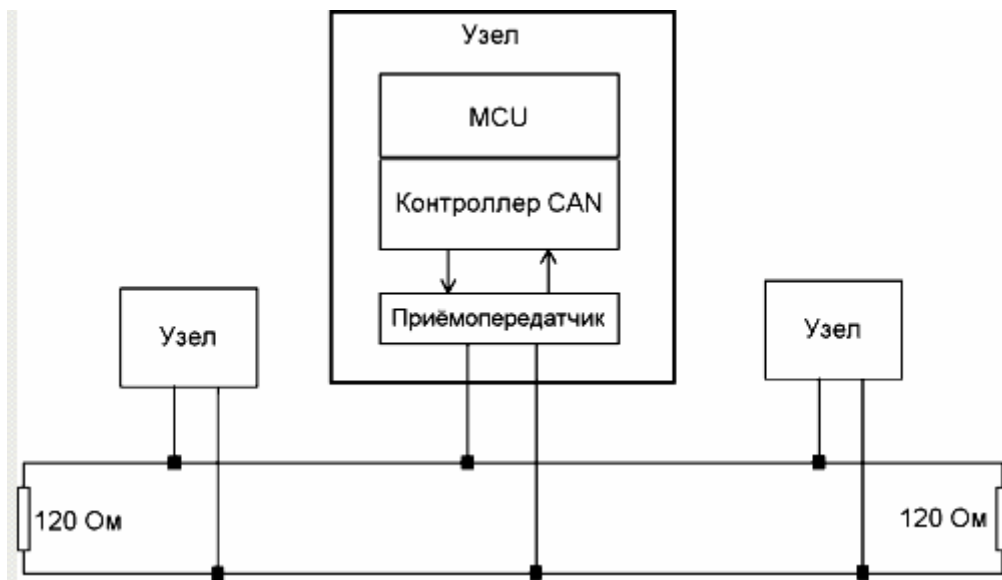 Узел
MCU
Контроллер CAN
Приёмопередатчик
Узел
Узел
120 Ом
120 Ом